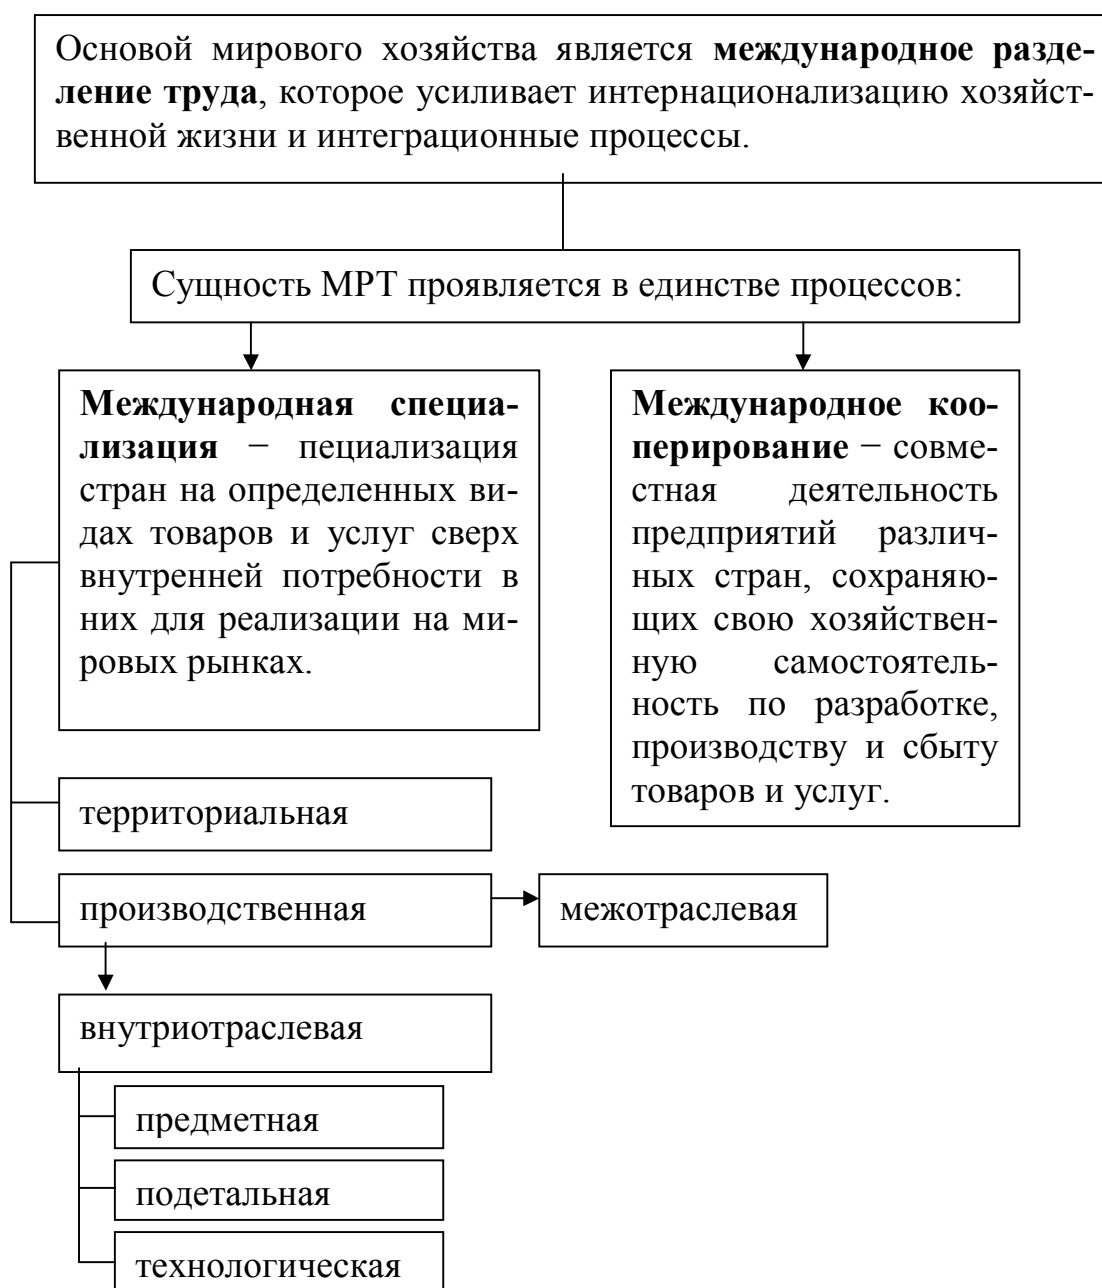 Основой мирового хозяйства является международное разде-
ление труда, которое усиливает интернационализацию хозяйст-
венной жизни и интеграционные процессы.
Сущность МРТ проявляется в единстве процессов:
Международная специа-
лизация − пециализация
стран на определенных ви-
дах товаров и услуг сверх
внутренней потребности в
них для реализации на ми-
ровых рынках.
Международное коо-
перирование − совме-
стная деятельность
предприятий различ-
ных стран, сохраняю-
щих свою хозяйствен-
ную самостоятель-
ность по разработке,
производству и сбыту
товаров и услуг.
территориальная
производственная
межотраслевая
внутриотраслевая
предметная
подетальная
технологическая